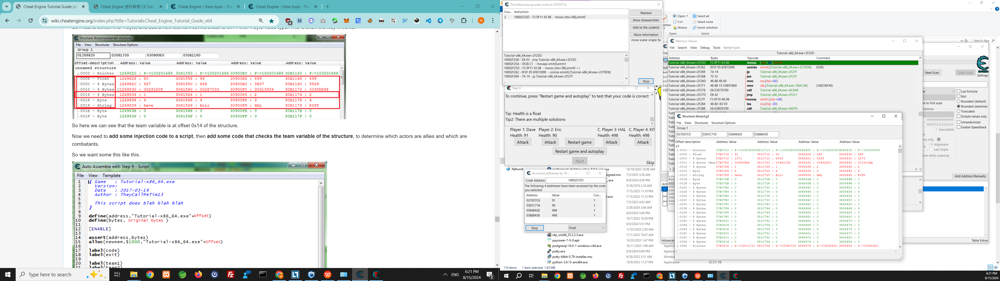 Cheat Engine Tutorial Guide (x6
Cheat Engine 进阶教程 CE Tuto
Cheat Engine :: View topic - Tut
Cheat Engine :: View topic - Tut
wiki.cheatengine.org/index.php?title=Tutorials:Cheat_Engine_Tutorial_Guide_x64
Structure dissect:unnamed structure
File View Structures Structure Options
Group 1
01269820 03061550 030900E0 030B1160
Offset-description Address: Value Address: Value Address: Value Address: Value
unnamed structure
0000 - Pointer 1269820 : P->100201688 3061550 : P->100201688 30900E0 : P->100201688 30B1160 : P->100201688
0008 - Float 1269828 : 80 3061558 : 96 30900E8 : 499 30B1168 : 499
000C - 4 Bytes 126982C : 427 306155C : 648 30900EC : 3807 30B116C : 5529
0010 - 4 Bytes 1269830 : 00291805 3061560 : 00287C33 30900F0 : 00313934 30B1170 : 0035DD48
0014 - 4 Bytes 1269834 : 1 3061564 : 1 30900F4 : 2 30B1174 : 2
0018 - Byte 1269838 : 4 3061568 : 4 30900F8 : 3 30B1178 : 4
0019 - String 1269839 : Dave 3061569 : Eric 30900F9 : HAL 30B1179 : KITT
001E - Byte 126983E : 0 306156E : 0 30900FE : 0 30B117E : 0
001F - Byte 126983F : 0 306156F : 0 30900FF : 0 30B117F : 0
So here we can see that the team variable is at offset 0x14 of the structure.
Now we need to add some injection code to a script, then add some code that checks the team variable of the structure, to determine which actors are allies and which are
combatants.
So we want some this like this.
Auto Assemble edit: Step 9 - Script
File View Template
1 { Game : Tutorial-x86_64.exe
2 Version:
3 Date : 2017-03-19
4 Author : TheyCallMeTim13
5
6 This script does blah blah blah
7 }
8
9 define(address,"Tutorial-x86_64.exe"+Offset)
10 define(bytes, Original bytes )
11
12 [ENABLE]
13
14 assert(address,bytes)
15 alloc(newmem,$1000,"Tutorial-x86_64.exe"+Offset)
16
17 label(code)
18 label(exit)
19
20 label(team1)
21 label(team2)
Type here to search
ENG
6:21 PM
8/15/2024
2
The following opcodes write to 037E07C8
Cou... Instruction
2 10002F25D - F3 0F11 43 08 - movss [rbx+08],xmm0
Replace
Show disassembler
Add to the codelist
More information
move scalar single-fp
Tutorial-x86_64.exe+2F25D:
10002F258 - EB 03 - jmp Tutorial-x86_64.exe+2F25D
10002F25A - 0F28 C1 - movaps xmm0,xmm1
10002F25D - F3 0F11 43 08 - movss [rbx+08],xmm0 <<
10002F262 - 0F2F 05 6F872000 - comiss xmm0,[Tutorial-x86_64.exe+2379D8]
10002F269 - 7A 14 - jp Tutorial-x86_64.exe+2F27F
Stop
Step 9
To continue, press "Restart game and autoplay" to test that your code is correct
Tip: Health is a float
Tip2: There are multiple solutions
Player 1: Dave Player 2: Eric C. Player 3: HAL C. Player 4: KIT
Health: 91 Health: 90 Health: 498 Health: 498
Attack Attack Restart game Attack Attack
Restart game and autoplay
Next
Skip
Network
Accessed addresses by 10...
Code Address 10002F25D
The following 4 addresses have been accessed by the code
you selected
Address Value Cou...
037E07C8 91 1
0381C718 90 1
03848428 498 1
03888438 498 1
Stop Float
10/18/2023 10:08 AM
signed.msi 7/5/2023 3:50 AM
.exe 8/8/2024 4:59 PM
5/18/2018 2:16 AM
7/15/2023 11:18 PM
7/15/2023 11:13 PM
7/5/2023 4:03 AM
3/28/2024 3:04 AM
8/8/2024 5:44 PM
10/7/2023 10:29 PM
8/8/2024 5:51 PM
11/25/2023 2:50 AM
otp_win64_25.3.2.3.exe 7/11/2023 10:07 AM
payoneer-7-0-0.apk 10/20/2023 1:47 PM
postgresql-16.0-1-windows-x64.exe 10/11/2023 1:48 AM
putty.exe 8/8/2024 6:06 PM
putty-64bit-0.79-installer.msi 9/28/2023 2:51 AM
python-3.9.13-amd64.exe 10/9/2023 11:37 PM Application 28,551 KB
116 items 1 item selected 1.65 MB
Open
Edit
History
Open
Select all
Select none
Invert selection
Select
Search App
Memory Viewer
File Search View Debug Tools Kernel tools
Tutorial-x86_64.exe+2F25D
Address Bytes Opcode Comment
Tutorial-x86_64.exe+2F25D F3 0F11 43 08 movss
Tutorial-x86_64.exe+2F262 0F2F 05 6F872000 comiss xmm0,[Tutorial-x86_64.exe+2379D8] (0.00)
Tutorial-x86_64.exe+2F269 7A 14 jp Tutorial-x86_64.exe+2F27F
Tutorial-x86_64.exe+2F26B 75 12 jne Tutorial-x86_64.exe+2F27F
Tutorial-x86_64.exe+2F26D 48 8B 4B 60 mov rcx,[rbx+60]
Tutorial-x86_64.exe+2F271 48 8B 15 C0B91800 mov rdx,[Tutorial-x86_64.exe+1BAC38] (100236F40)
Tutorial-x86_64.exe+2F278 E8 E3D70700 call Tutorial-x86_64.exe+ACA60
Tutorial-x86_64.exe+2F27D EB 42 jmp Tutorial-x86_64.exe+2F2C1
Tutorial-x86_64.exe+2F27F F3 0F10 4B 08 movss xmm1,[rbx+08]
Tutorial-x86_64.exe+2F284 48 8D 4D E0 lea rcx,[rbp-20]
Tutorial-x86_64.exe+2F288 E8 63BD0100 call Tutorial-x86_64.exe+4AFF0
Structure dissect:g3
File View Structures Structure Options
Group 1
037E07C0 0381C710 03848420 03888430
Offset-description Address: Value Address: Value Address: Value Address: Value
g3
0000 - Pointer 37E07C0 : P->100236080 381C710 : P->100236080 3848420 : P->100236080 3888430 : P->100236080
0008 - Float 37E07C8 : 91 381C718 : 90 3848428 : 498 3888438 : 498
000C - 4 Bytes 37E07CC : 1071 381C71C : 8935 384842C : 8595 388843C : 2575
0010 - 4 Bytes (Hex 37E07D0 : 004989A4 381C720 : 00441052 3848430 : 00432281 3888440 : 0016C1AA
0014 - 4 Bytes 37E07D4 : 1 381C724 : 1 3848434 : 2 3888444 : 2
0018 - Byte 37E07D8 : 4 381C728 : 4 3848438 : 3 3888448 : 4
0019 - String 37E07D9 : Dave 381C729 : Eric 3848439 : HAL 3888449 : KITT
001E - Byte 37E07DE : 0 381C72E : 0 384843E : 0 388844E : 0
001F - Byte 37E07DF : 0 381C72F : 0 384843F : 0 388844F : 0
0020 - 4 Bytes 37E07E0 : 0 381C730 : 0 3848440 : 0 3888450 : 0
0024 - 4 Bytes 37E07E4 : 0 381C734 : 0 3848444 : 0 3888454 : 0
0028 - 4 Bytes 37E07E8 : 0 381C738 : 0 3848448 : 0 3888458 : 0
002C - 4 Bytes 37E07EC : 0 381C73C : 0 384844C : 0 388845C : 0
0030 - 4 Bytes 37E07F0 : 0 381C740 : 0 3848450 : 0 3888460 : 0
0034 - 4 Bytes 37E07F4 : 0 381C744 : 0 3848454 : 0 3888464 : 0
0038 - 4 Bytes 37E07F8 : 0 381C748 : 0 3848458 : 0 3888468 : 0
003C - 4 Bytes 37E07FC : 0 381C74C : 0 384845C : 0 388846C : 0
0040 - 4 Bytes 37E0800 : 0 381C750 : 0 3848460 : 0 3888470 : 0
0044 - 4 Bytes 37E0804 : 0 381C754 : 0 3848464 : 0 3888474 : 0
0048 - 4 Bytes 37E0808 : 0 381C758 : 0 3848468 : 0 3888478 : 0
004C - 4 Bytes 37E080C : 0 381C75C : 0 384846C : 0 388847C : 0
0050 - 4 Bytes 37E0810 : 0 381C760 : 0 3848470 : 0 3888480 : 0
0054 - 4 Bytes 37E0814 : 0 381C764 : 0 3848474 : 0 3888484 : 0
0058 - Pointer 37E0818 : P->0381C710 381C768 : P->037E07C0 3848478 : P->03888430 3888488 : P->03848420
Next Scan
Undo Scan
Settings
Lua formula
Not
Rounded (default)
Rounded (extreme)
Truncated
Simple values only
Unrandomizer
Enable Speedhack
re to first scan
Options
0000000000000000
00007fffffffffff
Executable
ory only
Alignment
Last Digits
me while scanning
Add Address Manually
Table Extras
6:21 PM
8/15/2024